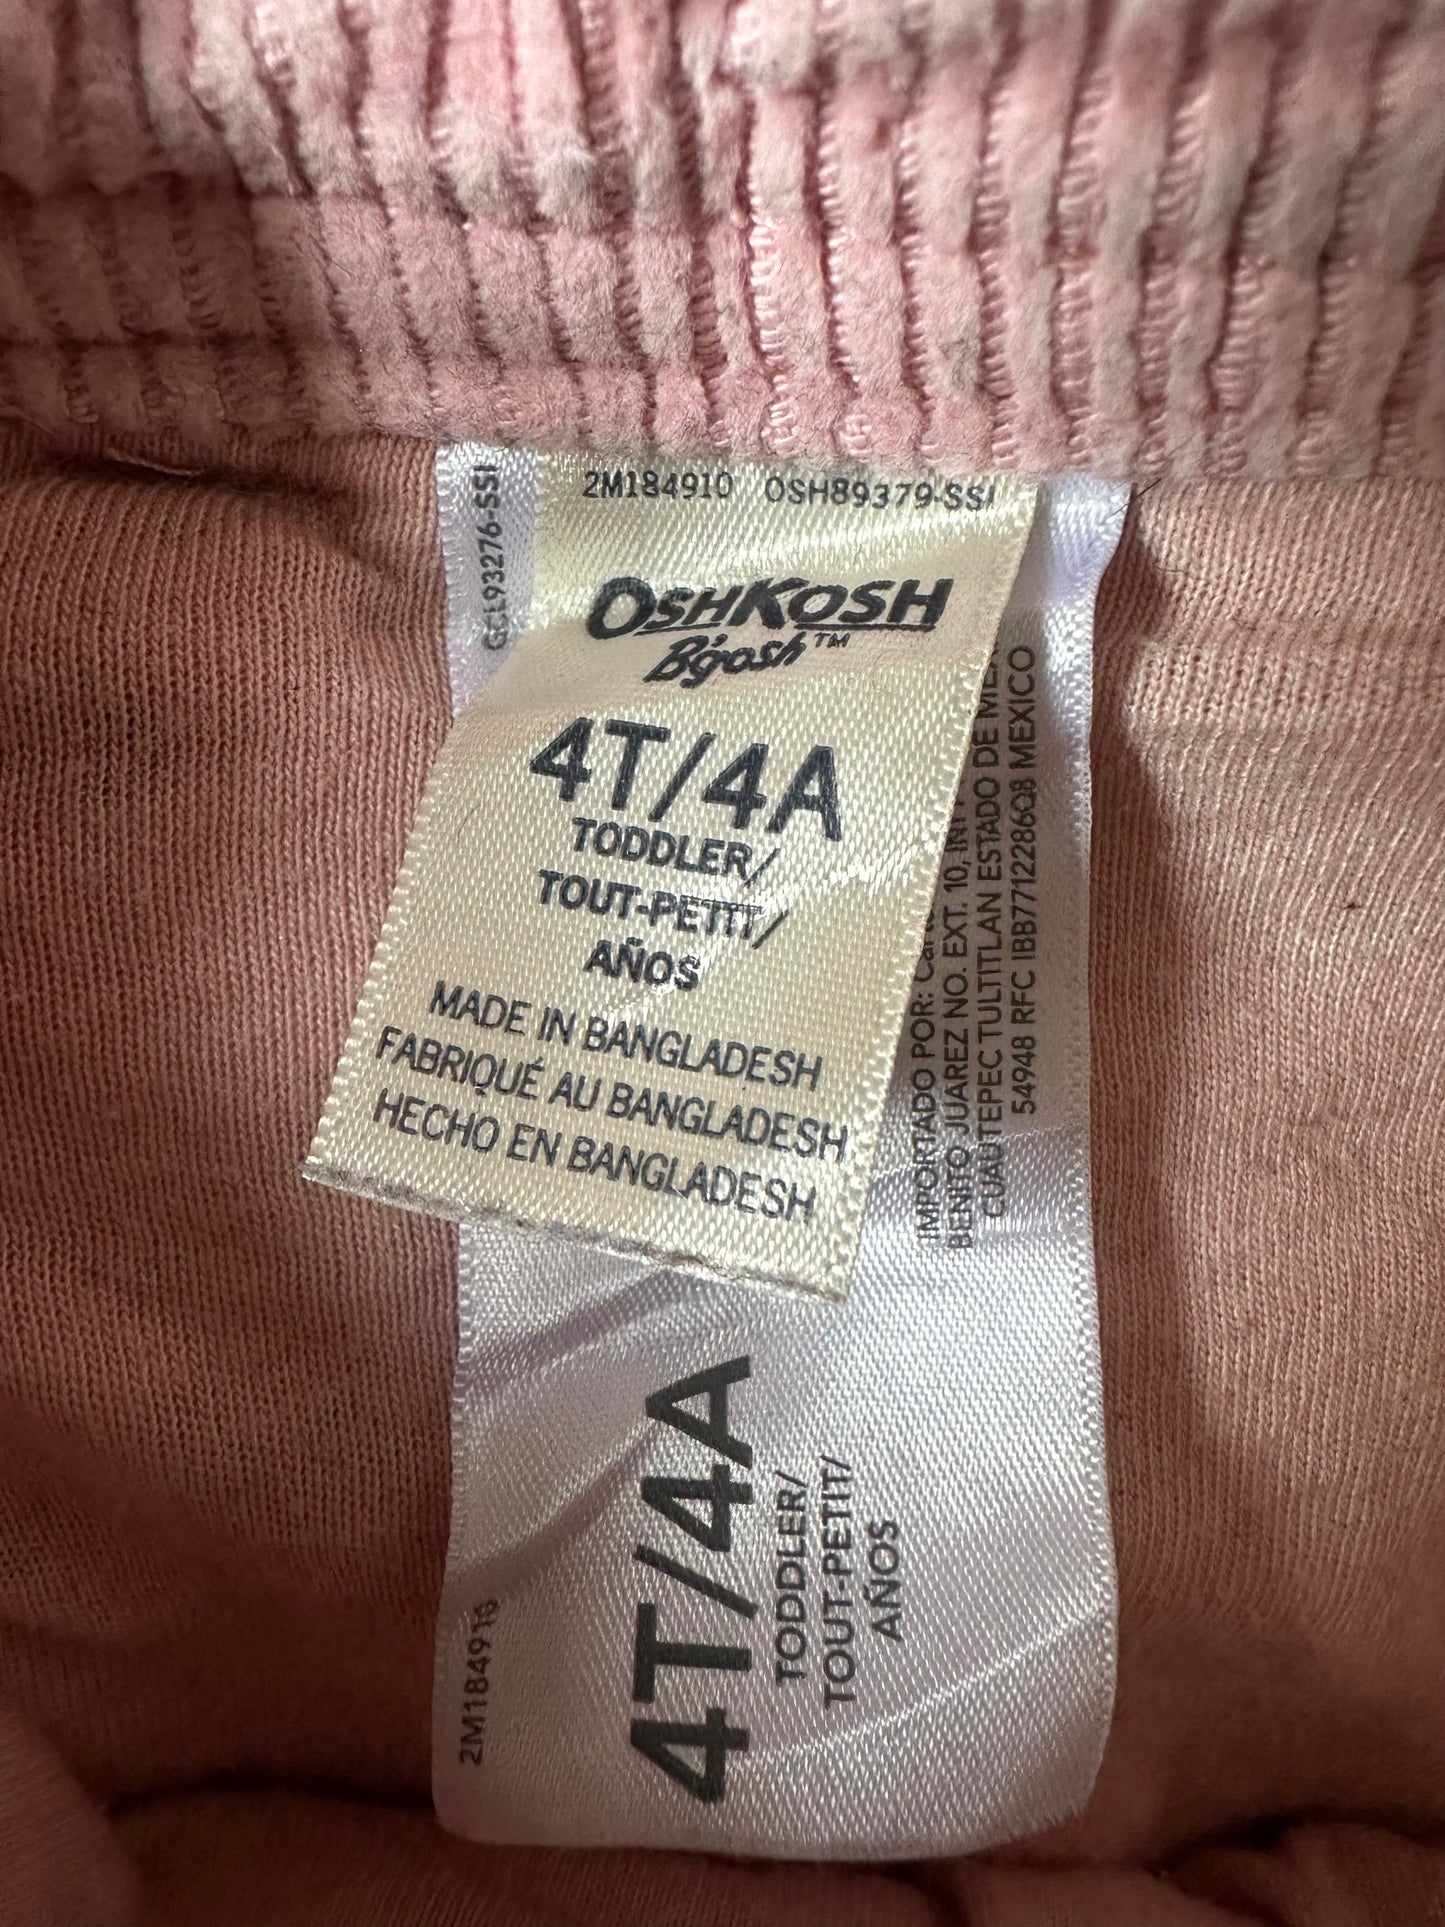 2M184910 OSH89379-SSI
OSHKOSH
B'gosh™
4T/4A
TODDLER/
TOUT-PETIT/
AÑOS
MADE IN BANGLADESH
FABRIQUÉ AU BANGLADESH
HECHO EN BANGLADESH
GCL93276-SSI
IMPORTADO POR:
BENITO JUAREZ NO. EXT. 10,
CUAUTEPEC TULTITLAN ESTADO DE
54948 RFC IBB7712286Q8 MEXICO
2M184910
4T/4A
TODDLER/
TOUT-PETIT/
AÑOS